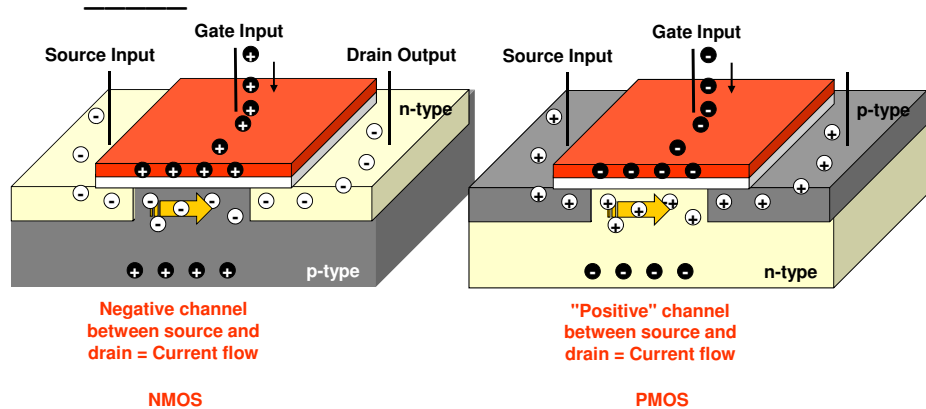 Gate Input
Source Input
Drain Output
n-type
p-type
Negative channel
between source and
drain = Current flow
NMOS
Gate Input
Source Input
p-type
n-type
"Positive" channel
between source and
drain = Current flow
PMOS